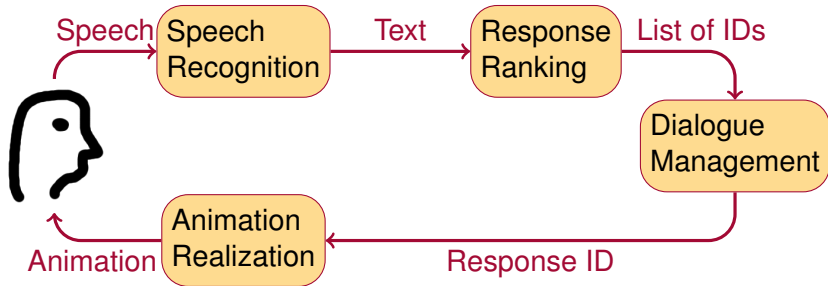 Speech
Speech
Recognition
Text
Response
Ranking
List of IDs
Dialogue
Management
Response ID
Animation
Realization
Animation